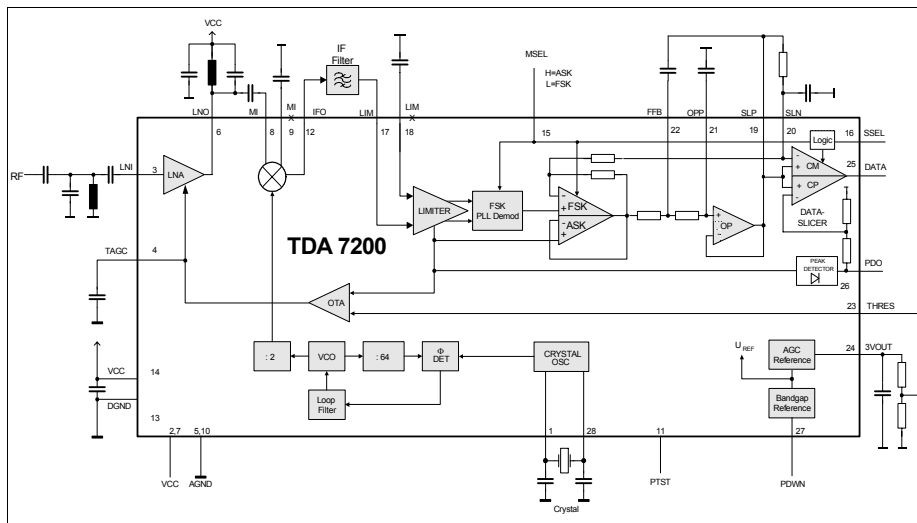 VCC
IF
Filter
MSEL
H=ASK
L=FSK
LNO
MI
MI
X
IFO
LIM
LIM
X
FFB
OPP
SLP
SLN
6
8
9
12
17
18
15
22
21
19
20
16
SSEL
Logic
25
DATA
RF
LNI
3
LNA
LIMITER
FSK
PLL Demod
- FSK
+
- ASK
+
+ OP
-
- CM
+
+ CP
-
DATA-
SLICER
TDA 7200
TAGC
4
PEAK
DETECTOR
PDO
26
OTA
23
THRES
: 2
VCO
: 64
Φ
DET
CRYSTAL
OSC
U REF
AGC
Reference
24
3VOUT
Loop
Filter
Bandgap
Reference
VCC
14
DGND
13
2,7
5,10
1
28
11
27
VCC
AGND
Crystal
PTST
PDWN